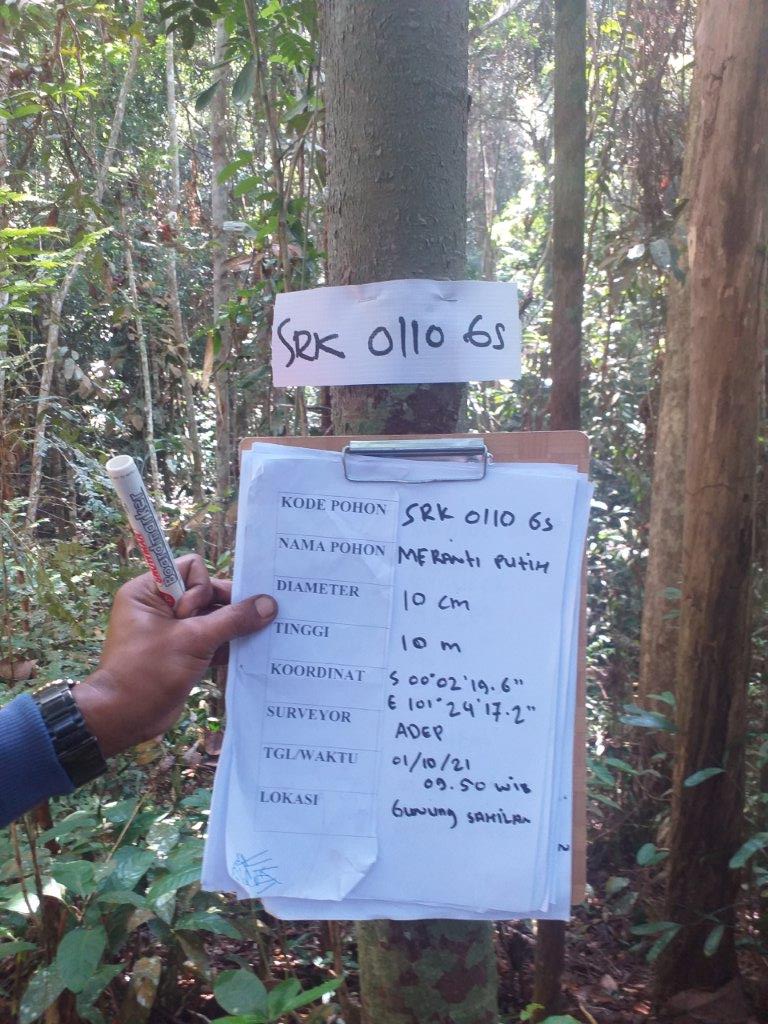 SRK 0110 6s
KODE POHON SRK 0110 6s
NAMA POHON MERANTI PUTIH
DIAMETER 10 cm
TINGGI 10 m
KOORDINAT S 00°02'19.6"
E 101°24'17.2"
SURVEYOR ADEP
TGL/WAKTU 01/10/21
09.50 WIB
LOKASI GUNUNG SAHILAN
Boardmarker